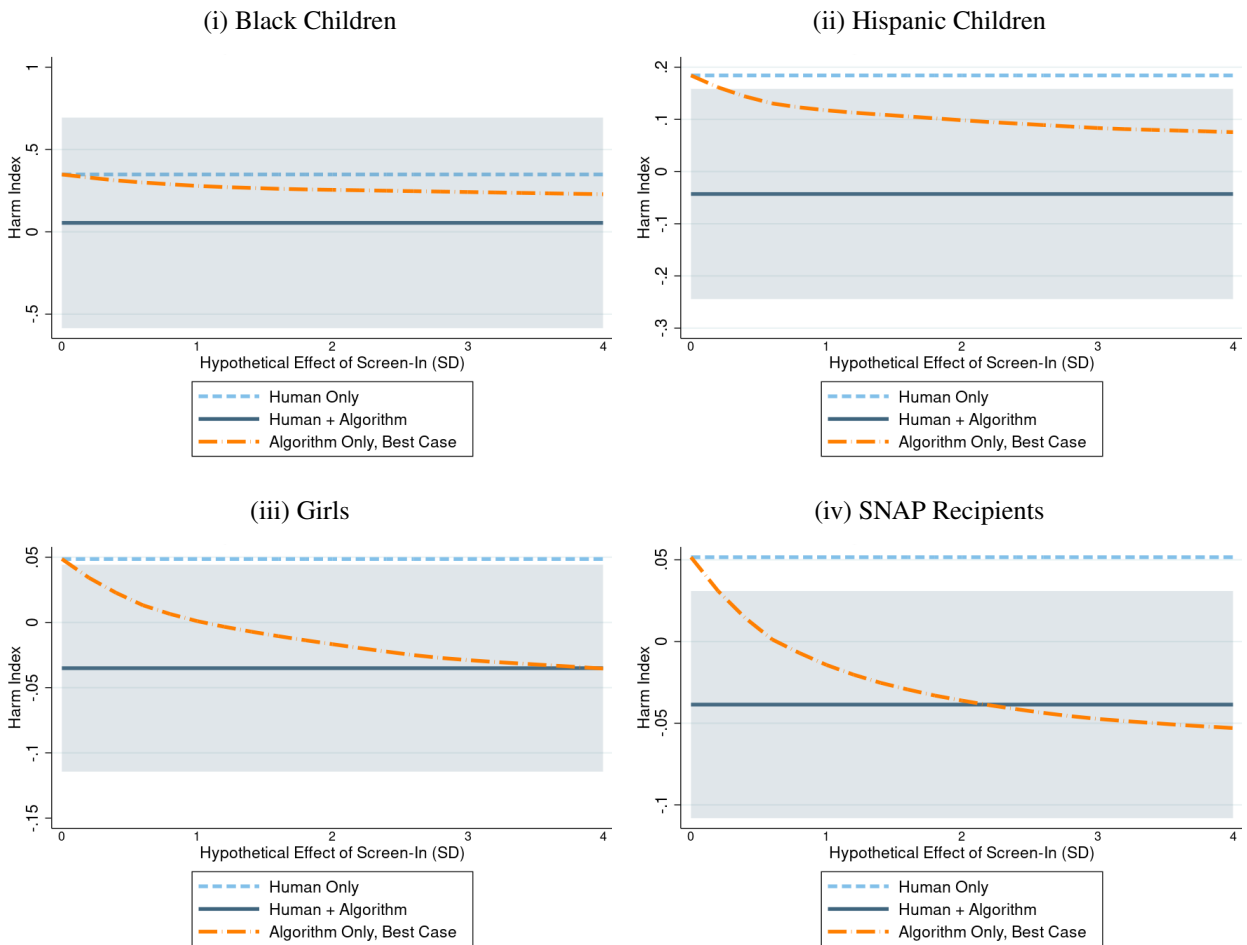 (i) Black Children
1
.5
0
-.5
Harm Index
0 1 2 3 4
Hypothetical Effect of Screen-In (SD)
Human Only
Human + Algorithm
Algorithm Only, Best Case
(ii) Hispanic Children
.2
.1
0
-.1
-.2
-.3
Harm Index
0 1 2 3 4
Hypothetical Effect of Screen-In (SD)
Human Only
Human + Algorithm
Algorithm Only, Best Case
(iii) Girls
.05
0
-.05
-.1
-.15
Harm Index
0 1 2 3 4
Hypothetical Effect of Screen-In (SD)
Human Only
Human + Algorithm
Algorithm Only, Best Case
(iv) SNAP Recipients
.05
0
-.05
-.1
Harm Index
0 1 2 3 4
Hypothetical Effect of Screen-In (SD)
Human Only
Human + Algorithm
Algorithm Only, Best Case